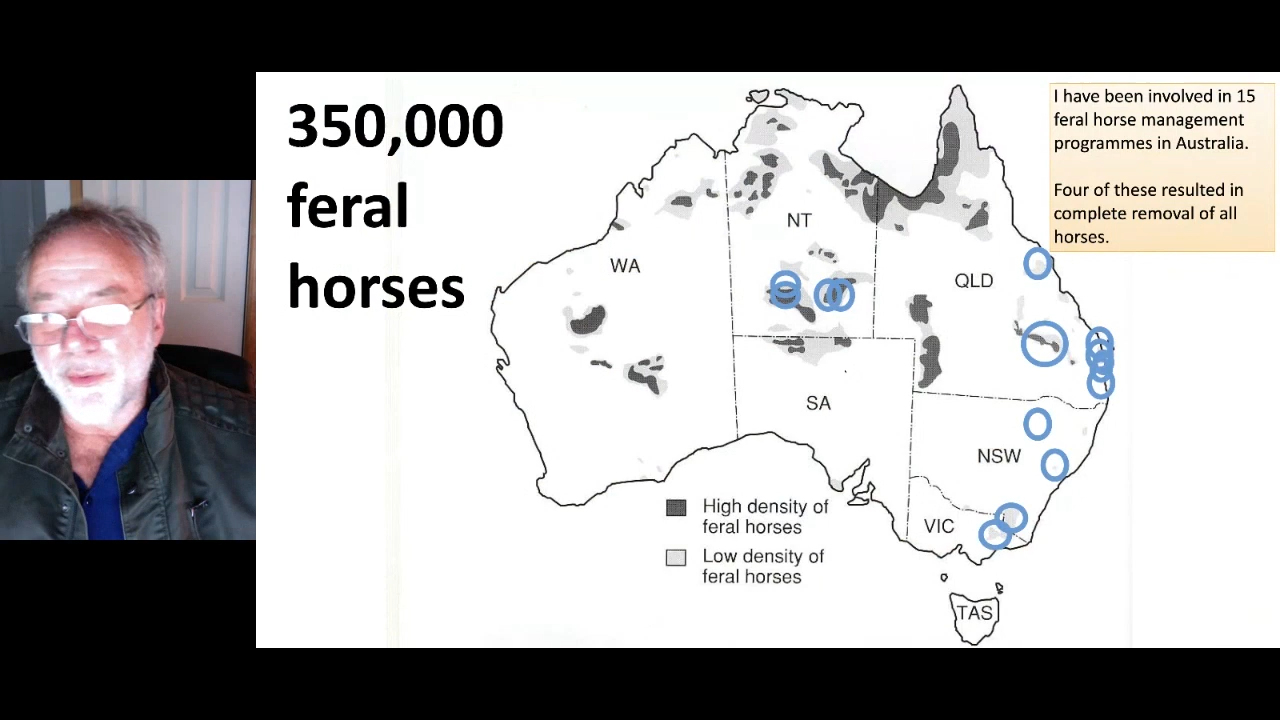 350,000
feral
horses
I have been involved in 15
feral horse management
programmes in Australia.
Four of these resulted in
complete removal of all
horses.
NT
WA
QLD
SA
NSW
VIC
TAS
High density of
feral horses
Low density of
feral horses